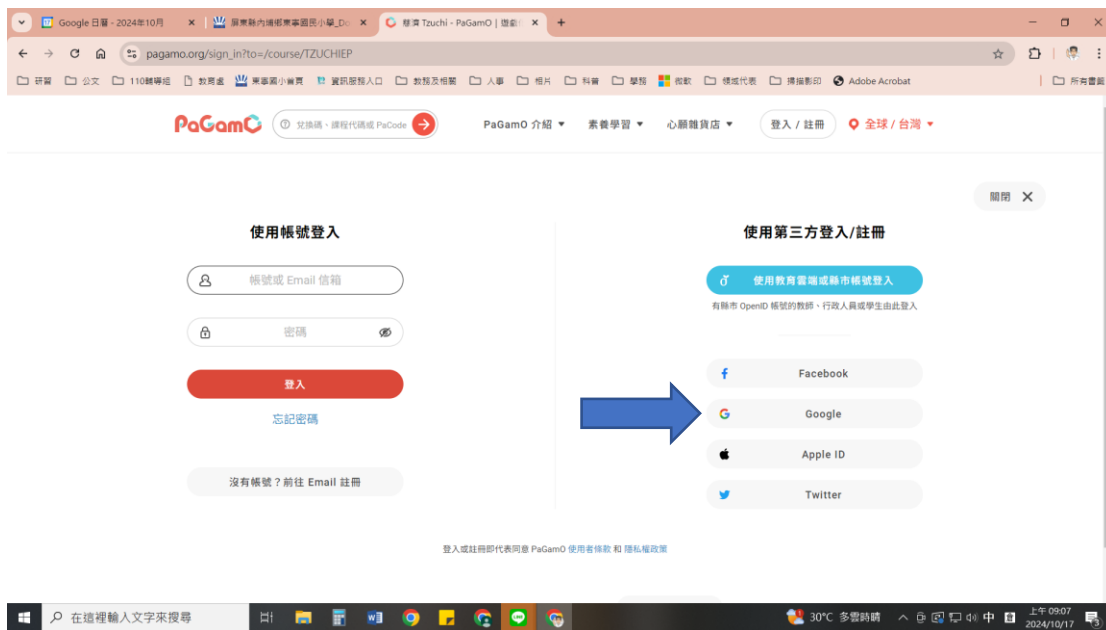 Google 日曆 - 2024年10月
屏東縣內埔鄉東寧國民小學_Do
慈濟 Tzuchi - PaGamO | 遊戲
pagamo.org/sign_in?to=/course/TZUCHIEP
研習
公文
110輔導組
教育處
東寧國小首頁
資訊服務入口
教務及相關
人事
相片
科普
學務
微軟
領域代表
掃描影印
Adobe Acrobat
所有書籤
PaGamO
兌換碼、課程代碼或 PaCode
PaGamO 介紹
素養學習
心願雜貨店
登入 / 註冊
全球 / 台灣
關閉
使用帳號登入
帳號或 Email 信箱
密碼
登入
忘記密碼
沒有帳號？前往 Email 註冊
使用第三方登入/註冊
使用教育雲端或縣市帳號登入
有縣市 OpenID 帳號的教師、行政人員或學生由此登入
Facebook
Google
Apple ID
Twitter
登入或註冊即代表同意 PaGamO 使用者條款 和 隱私權政策
在這裡輸入文字來搜尋
30°C 多雲時晴
中
上午 09:07
2024/10/17